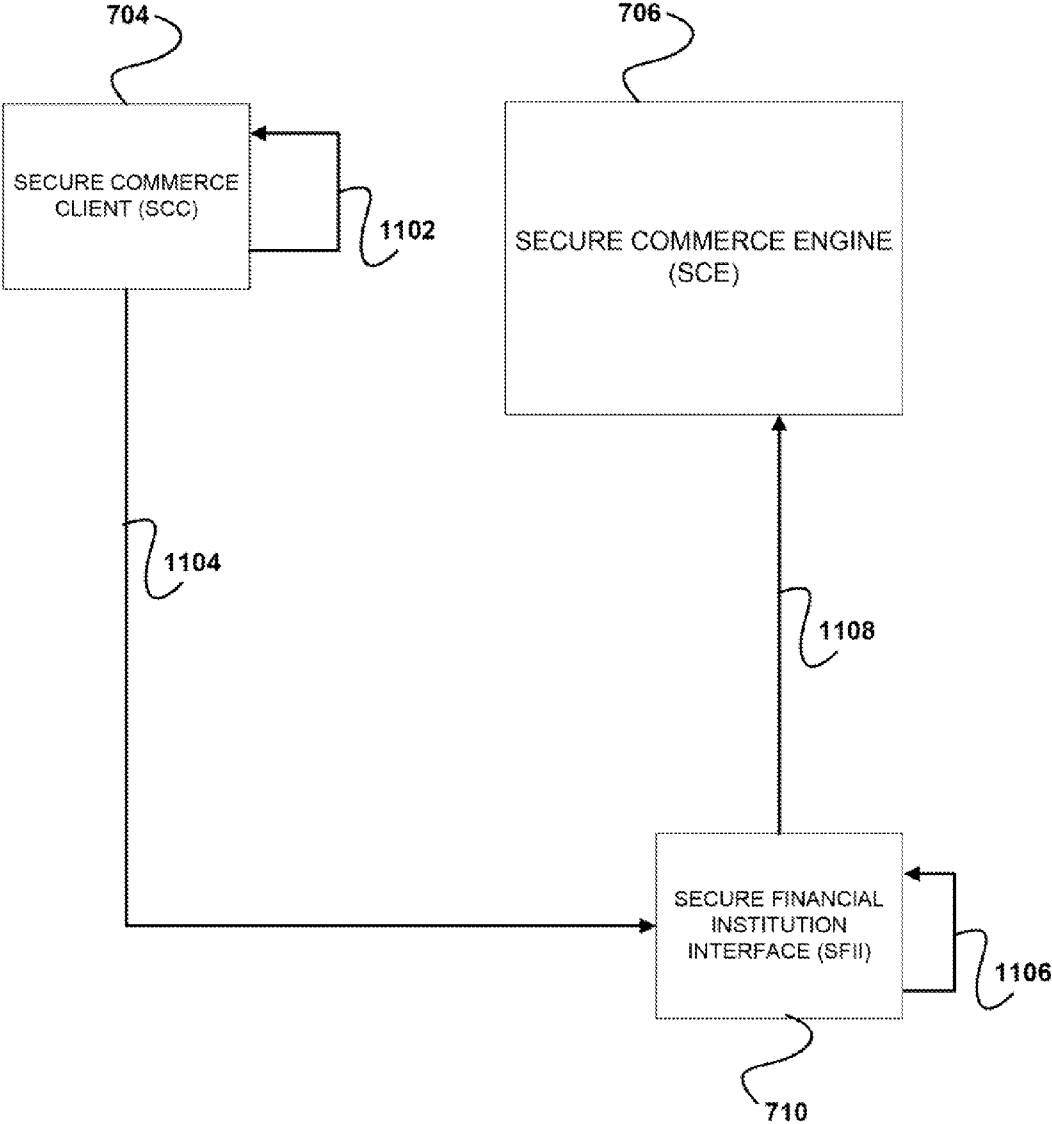 704
706
SECURE COMMERCE
CLIENT (SCC)
1102
SECURE COMMERCE ENGINE
(SCE)
1104
1108
SECURE FINANCIAL
INSTITUTION
INTERFACE (SFII)
1106
710